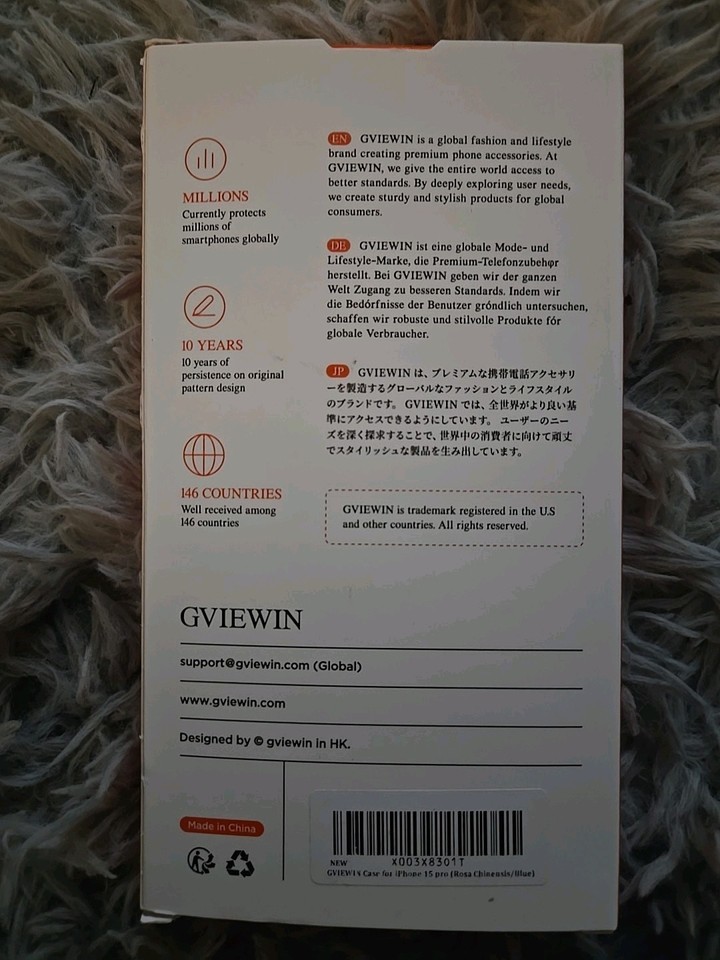 MILLIONS
Currently protects
millions of
smartphones globally
10 YEARS
10 years of
persistence on original
pattern design
146 COUNTRIES
Well received among
146 countries
EN GVIEWIN is a global fashion and lifestyle
brand creating premium phone accessories. At
GVIEWIN, we give the entire world access to
better standards. By deeply exploring user needs,
we create sturdy and stylish products for global
consumers.
DE GVIEWIN ist eine globale Mode- und
Lifestyle-Marke, die Premium-Telefonzubehφr
herstellt. Bei GVIEWIN geben wir der ganzen
Welt Zugang zu besseren Standards. Indem wir
die Bedόrfnisse der Benutzer grόndlich untersuchen,
schaffen wir robuste und stilvolle Produkte fόr
globale Verbraucher.
JP GVIEWIN は、プレミアムな携帯電話アクセサリ
ーを製造するグローバルなファッションとライフスタイル
のブランドです。 GVIEWIN では、全世界がより良い基
準にアクセスできるようにしています。 ユーザーのニー
ズを深く探求することで、世界中の消費者に向けて頑丈
でスタイリッシュな製品を生み出しています。
GVIEWIN is trademark registered in the U.S
and other countries. All rights reserved.
GVIEWIN
support@gviewin.com (Global)
www.gviewin.com
Designed by © gviewin in HK.
Made in China
X003X8301T
NEW
GVIEWIN Case for iPhone 15 pro (Rosa Chinensis/Blue)